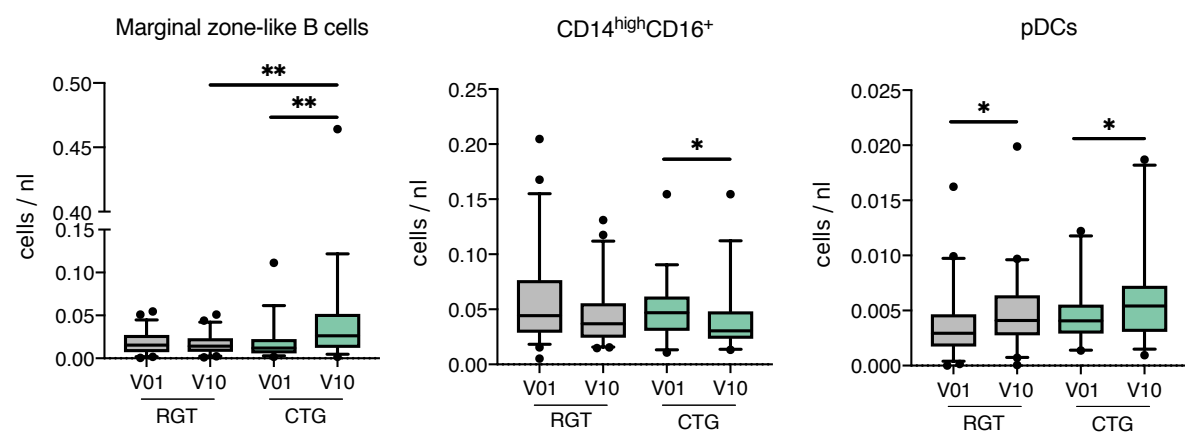 Marginal zone-like B cells
cells / nl
0.50
0.45
0.40
0.15
0.10
0.05
0.00
**
**
V01 V10 V01 V10
RGT CTG
CD14highCD16+
cells / nl
0.25
0.20
0.15
0.10
0.05
0.00
*
V01 V10 V01 V10
RGT CTG
pDCs
cells / nl
0.025
0.020
0.015
0.010
0.005
0.000
*
*
V01 V10 V01 V10
RGT CTG